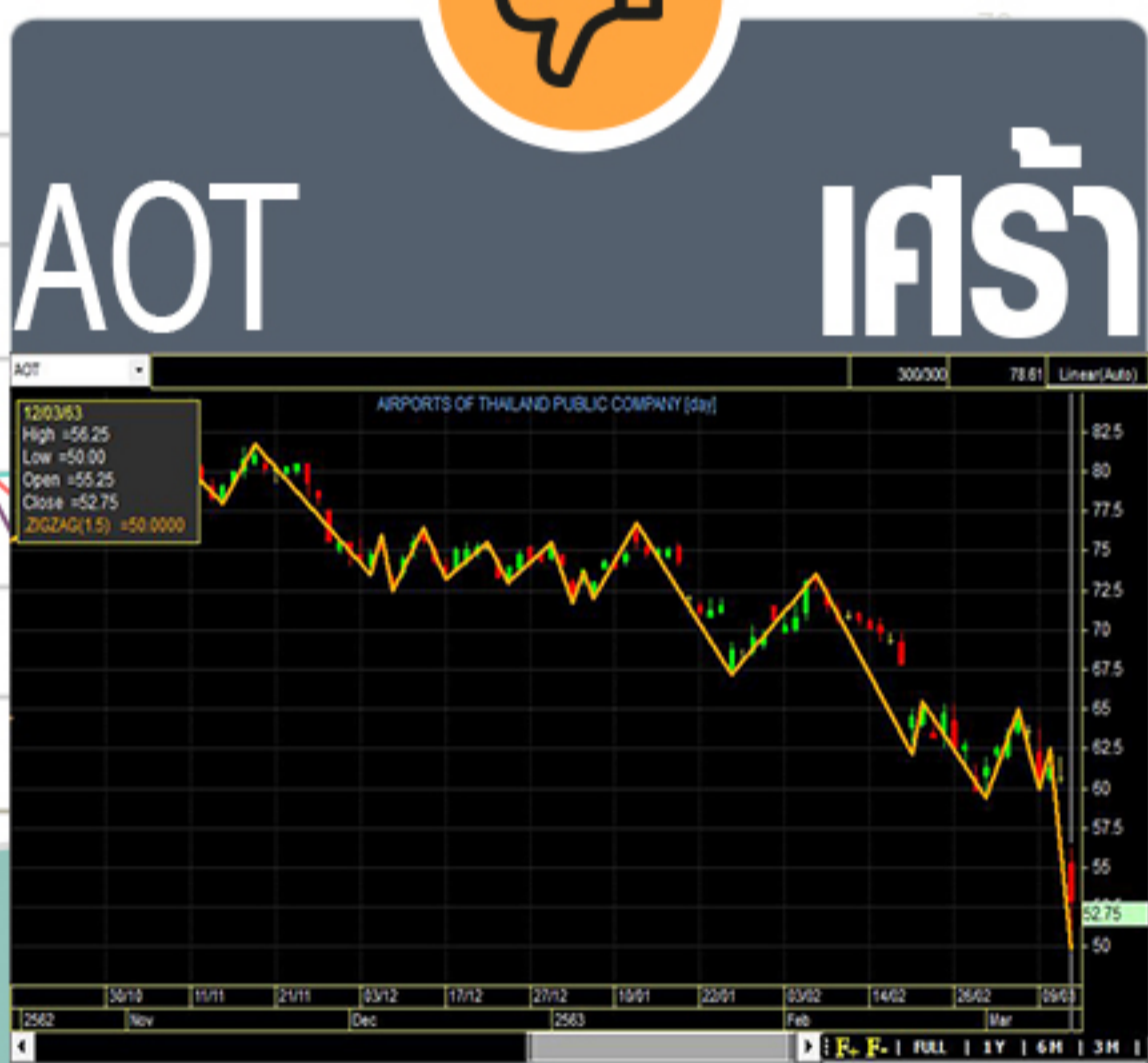 AOT
เศร้า
AOT
300/300
78.61
Linear(Auto)
AIRPORTS OF THAILAND PUBLIC COMPANY [day]
12/03/63
High =56.25
Low =50.00
Open =55.25
Close =52.75
ZIGZAG(1.5) =50.0000
82.5
80
77.5
75
72.5
70
67.5
65
62.5
60
57.5
55
52.75
50
30/10 11/11 21/11 03/12 17/12 27/12 10/01 22/01 03/02 14/02 26/02 09/03
2562 Nov Dec 2563 Feb Mar
F+ F- | FULL | 1Y | 6M | 3M |